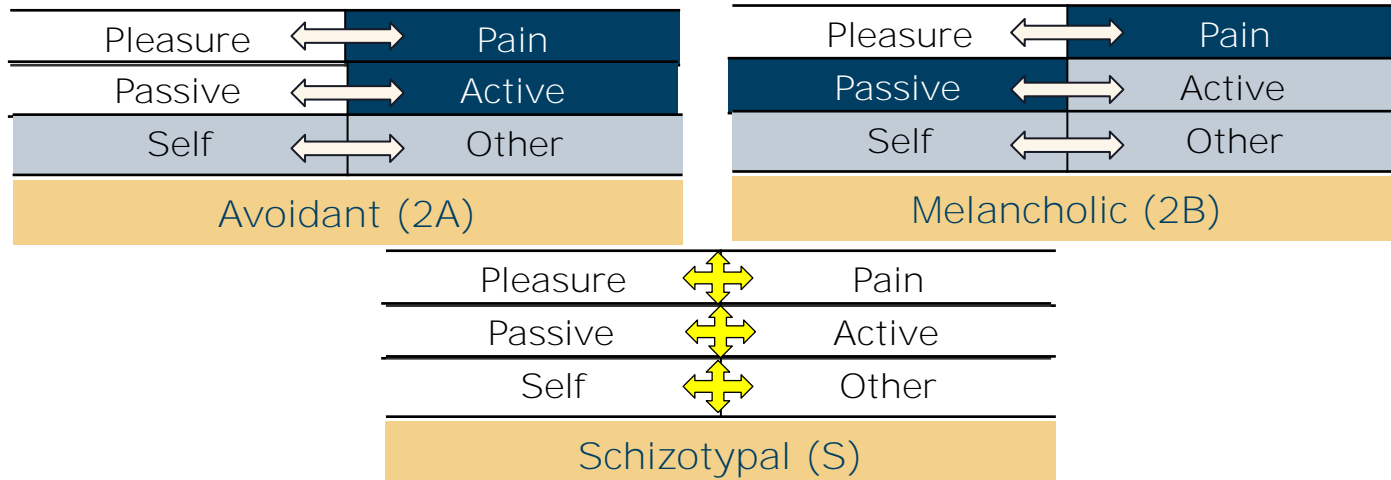 Pleasure Pain
Passive Active
Self Other
Avoidant (2A)
Pleasure Pain
Passive Active
Self Other
Melancholic (2B)
Pleasure Pain
Passive Active
Self Other
Schizotypal (S)